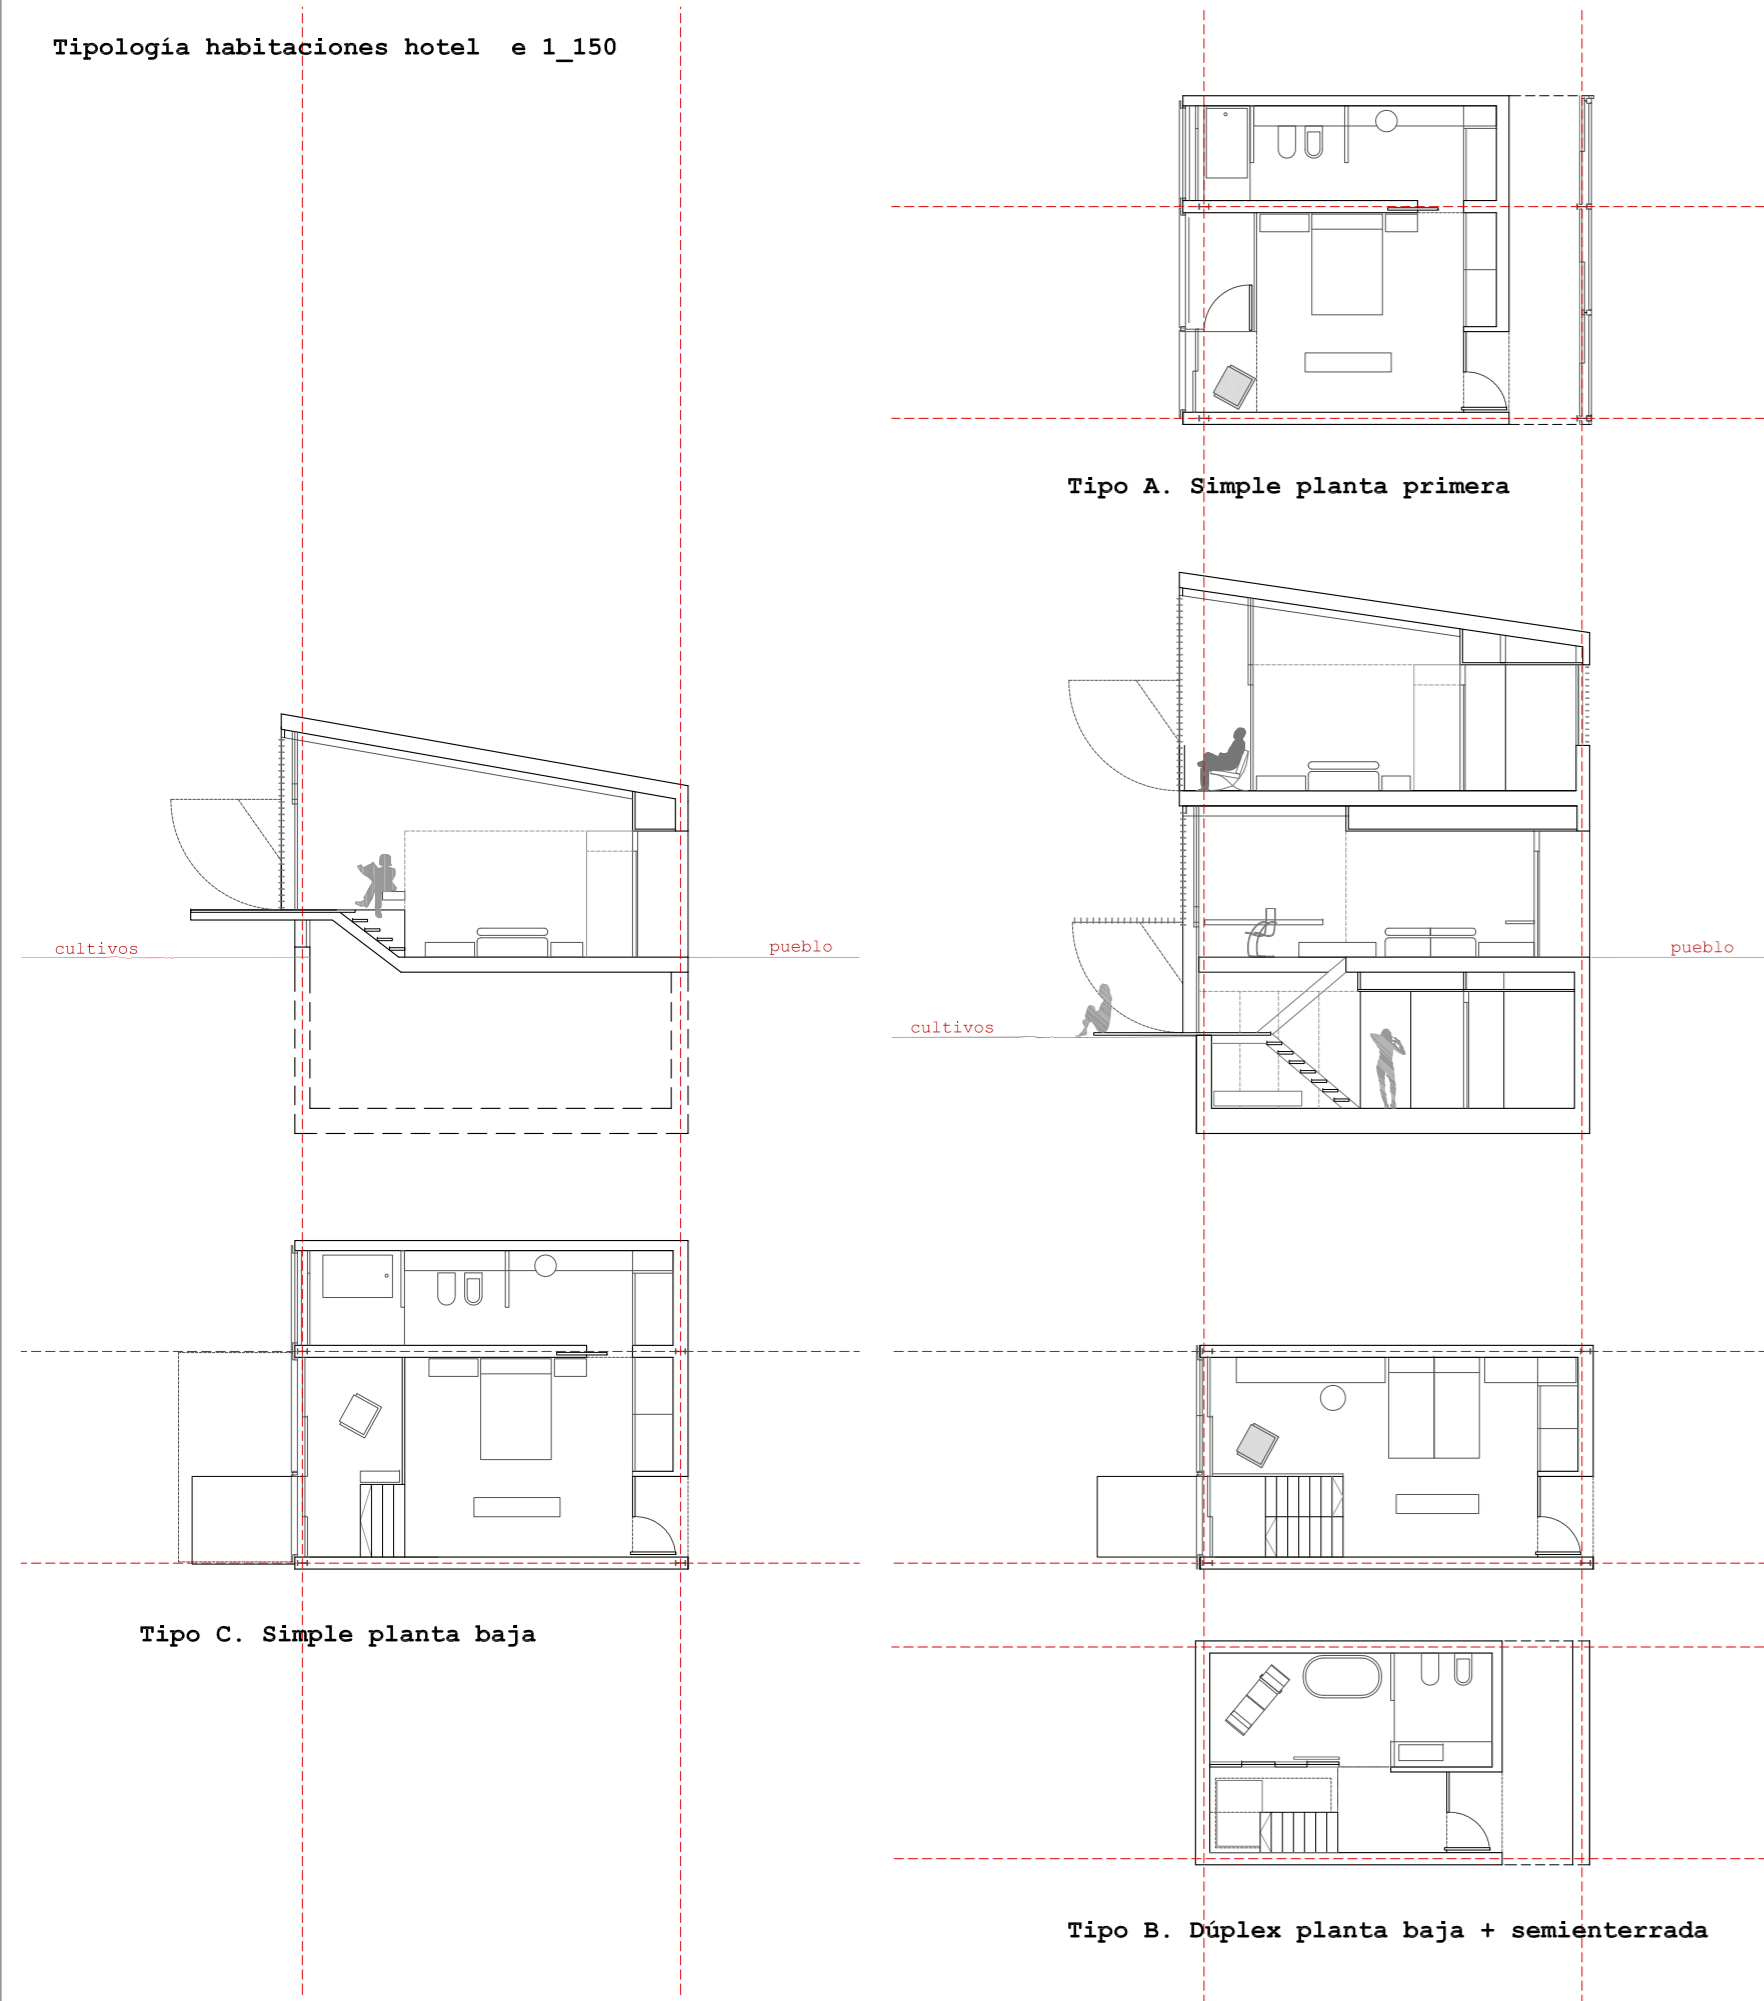 Tipología habitaciones hotel  e 1_150
Tipo A. Simple planta primera
cultivos
pueblo
pueblo
cultivos
Tipo C. Simple planta baja
Tipo B. Dúplex planta baja + semienterrada